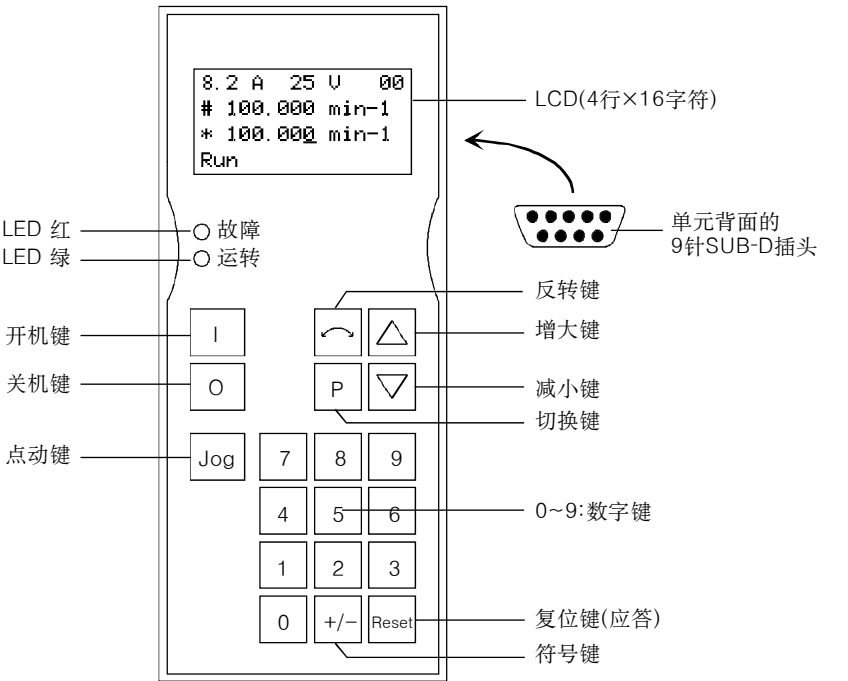 8.2 A 25 V 00
# 100.000 min-1
* 100.000 min-1
Run
LCD(4行×16字符)
LED 红
故障
LED 绿
运转
单元背面的
9针SUB-D插头
反转键
开机键
I
增大键
关机键
O
P
减小键
切换键
点动键
Jog
7
8
9
4
5
6
0~9:数字键
1
2
3
0
+/−
Reset
复位键(应答)
符号键